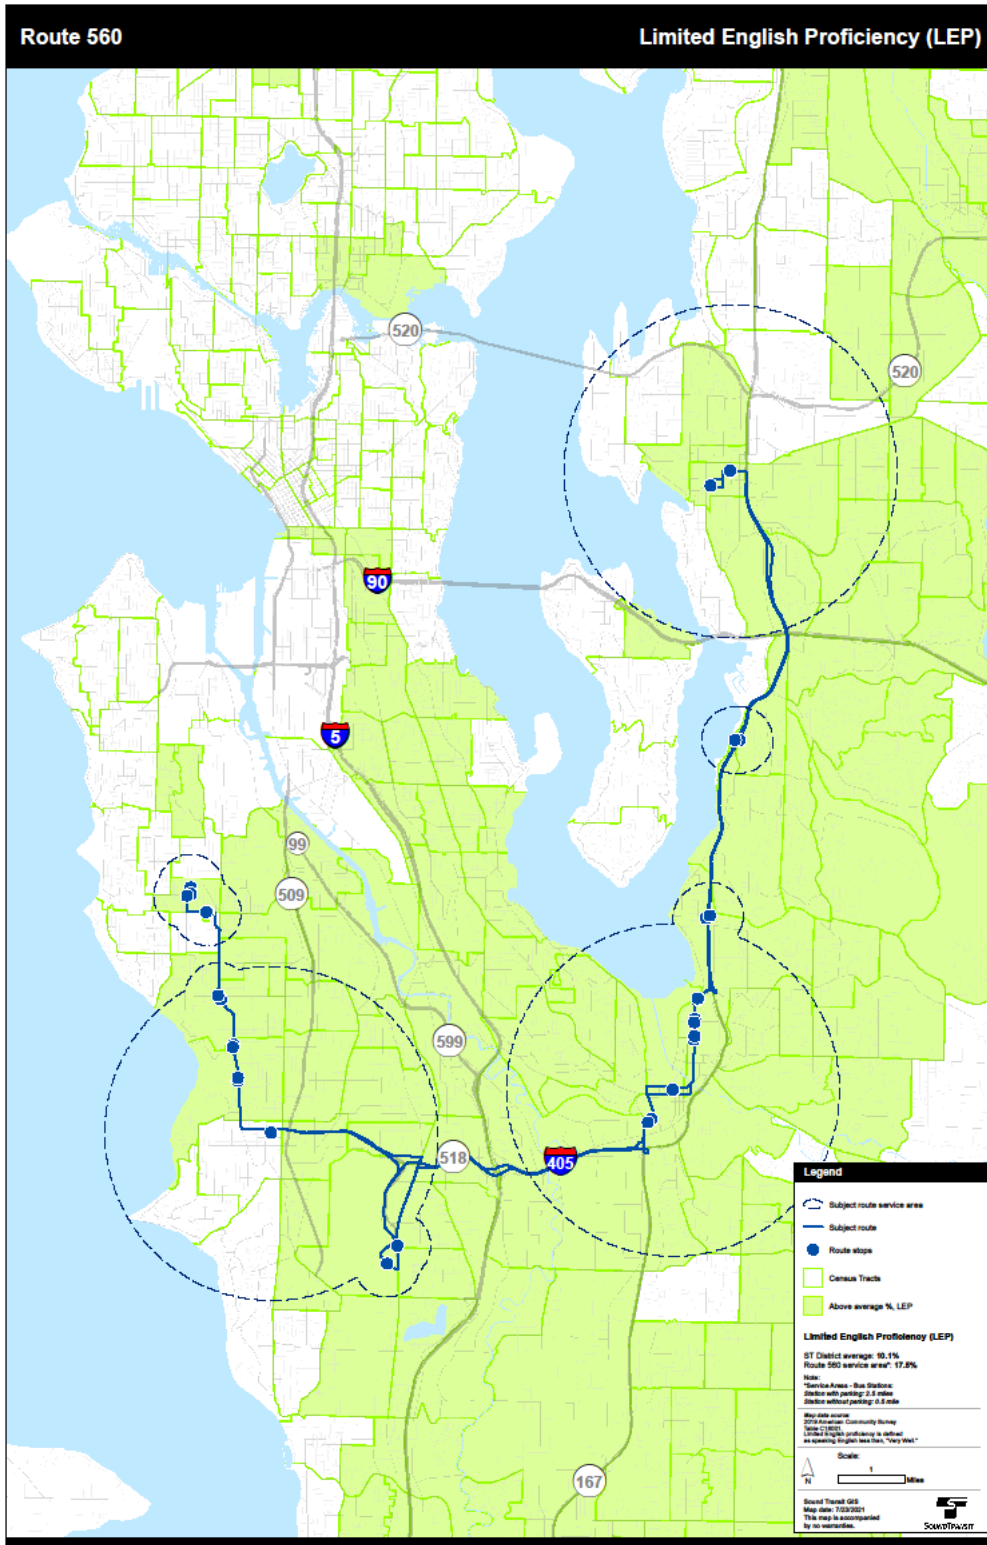 Route 560
Limited English Proficiency (LEP)
520
520
90
5
99
509
599
518
405
167
Legend
Subject route service area
Subject route
Route stops
Census Tracts
Above average %, LEP
Limited English Proficiency (LEP)
ST District average: 10.1%
Route 560 service area*: 17.8%
Note:
*Service Areas - Bus Stations:
Station with parking: 2.5 miles
Station without parking: 0.5 mile
Map data source:
2019 American Community Survey
Table C16001
Limited English proficiency is defined
as speaking English less than, "Very Well."
Scale:
1
Miles
N
Sound Transit GIS
Map date: 7/23/2021
This map is accompanied
by no warranties.
SOUNDTRANSIT